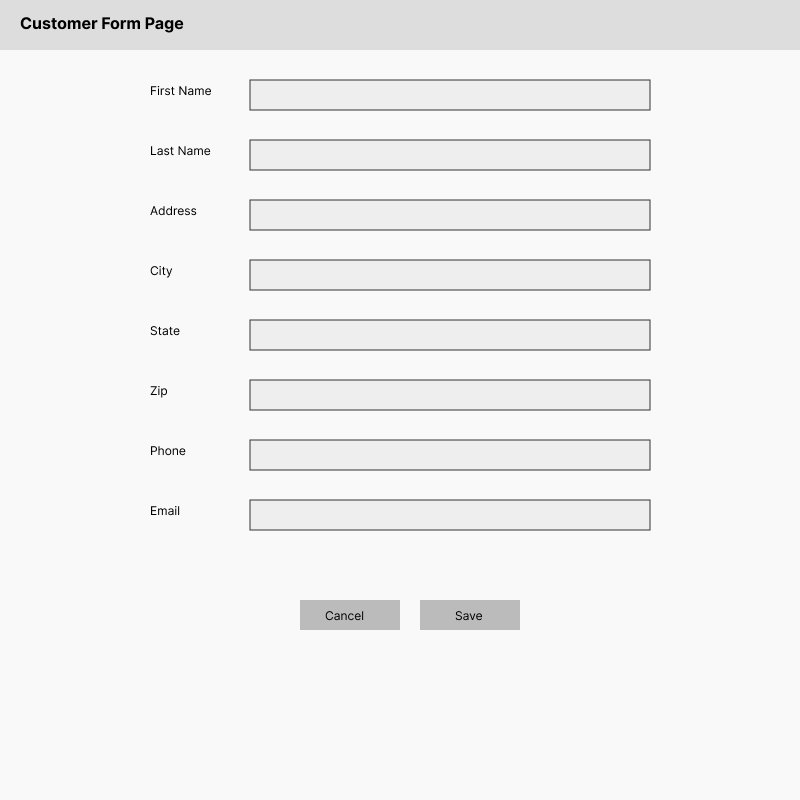 Customer Form Page
First Name
Last Name
Address
City
State
Zip
Phone
Email
Cancel Save